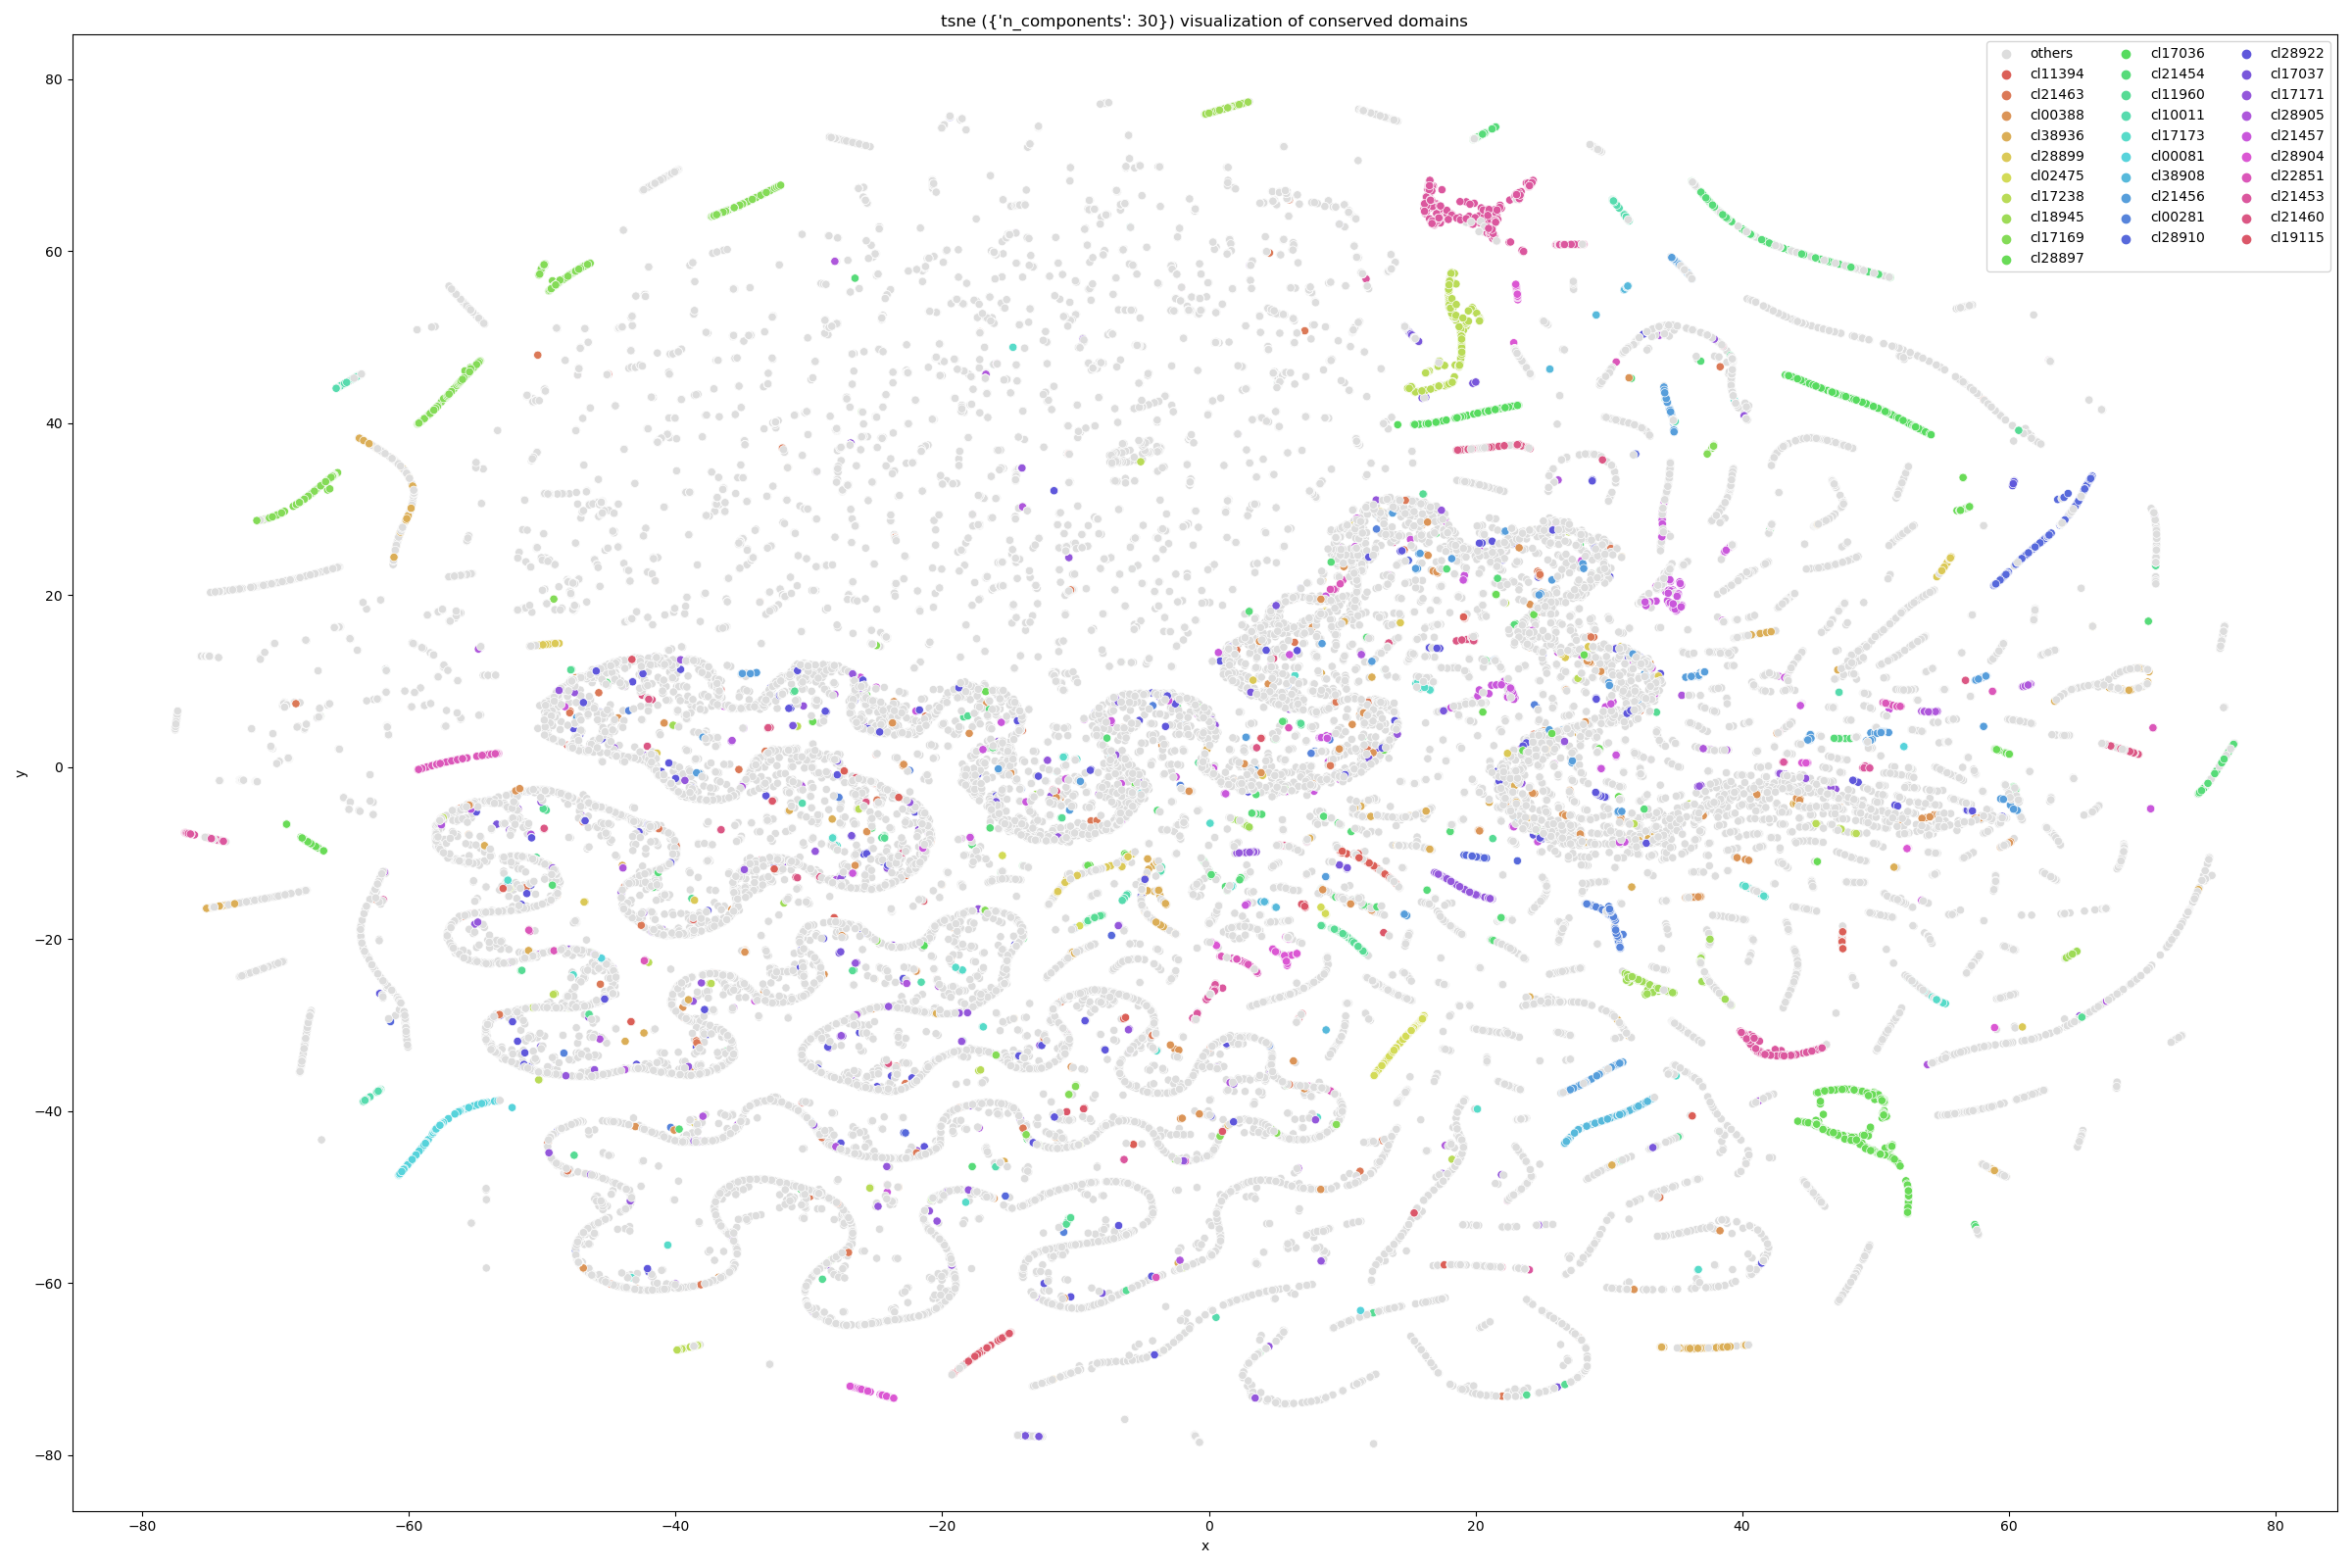 tsne ({'n_components': 30}) visualization of conserved domains
others
cl11394
cl21463
cl00388
cl38936
cl28899
cl02475
cl17238
cl18945
cl17169
cl28897
cl17036
cl21454
cl11960
cl10011
cl17173
cl00081
cl38908
cl21456
cl00281
cl28910
cl28922
cl17037
cl17171
cl28905
cl21457
cl28904
cl22851
cl21453
cl21460
cl19115
80
60
40
20
0
−20
−40
−60
−80
y
−80
−60
−40
−20
0
20
40
60
80
x